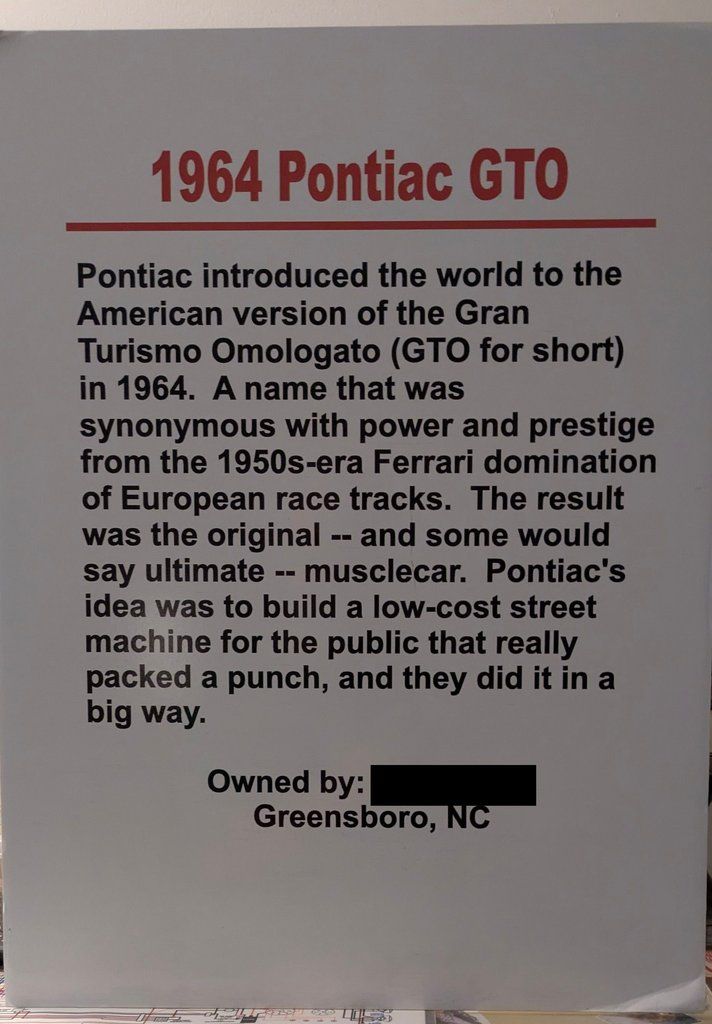 1964 Pontiac GTO
Pontiac introduced the world to the
American version of the Gran
Turismo Omologato (GTO for short)
in 1964.  A name that was
synonymous with power and prestige
from the 1950s-era Ferrari domination
of European race tracks.  The result
was the original -- and some would
say ultimate -- musclecar.  Pontiac's
idea was to build a low-cost street
machine for the public that really
packed a punch, and they did it in a
big way.
Owned by:
Greensboro, NC